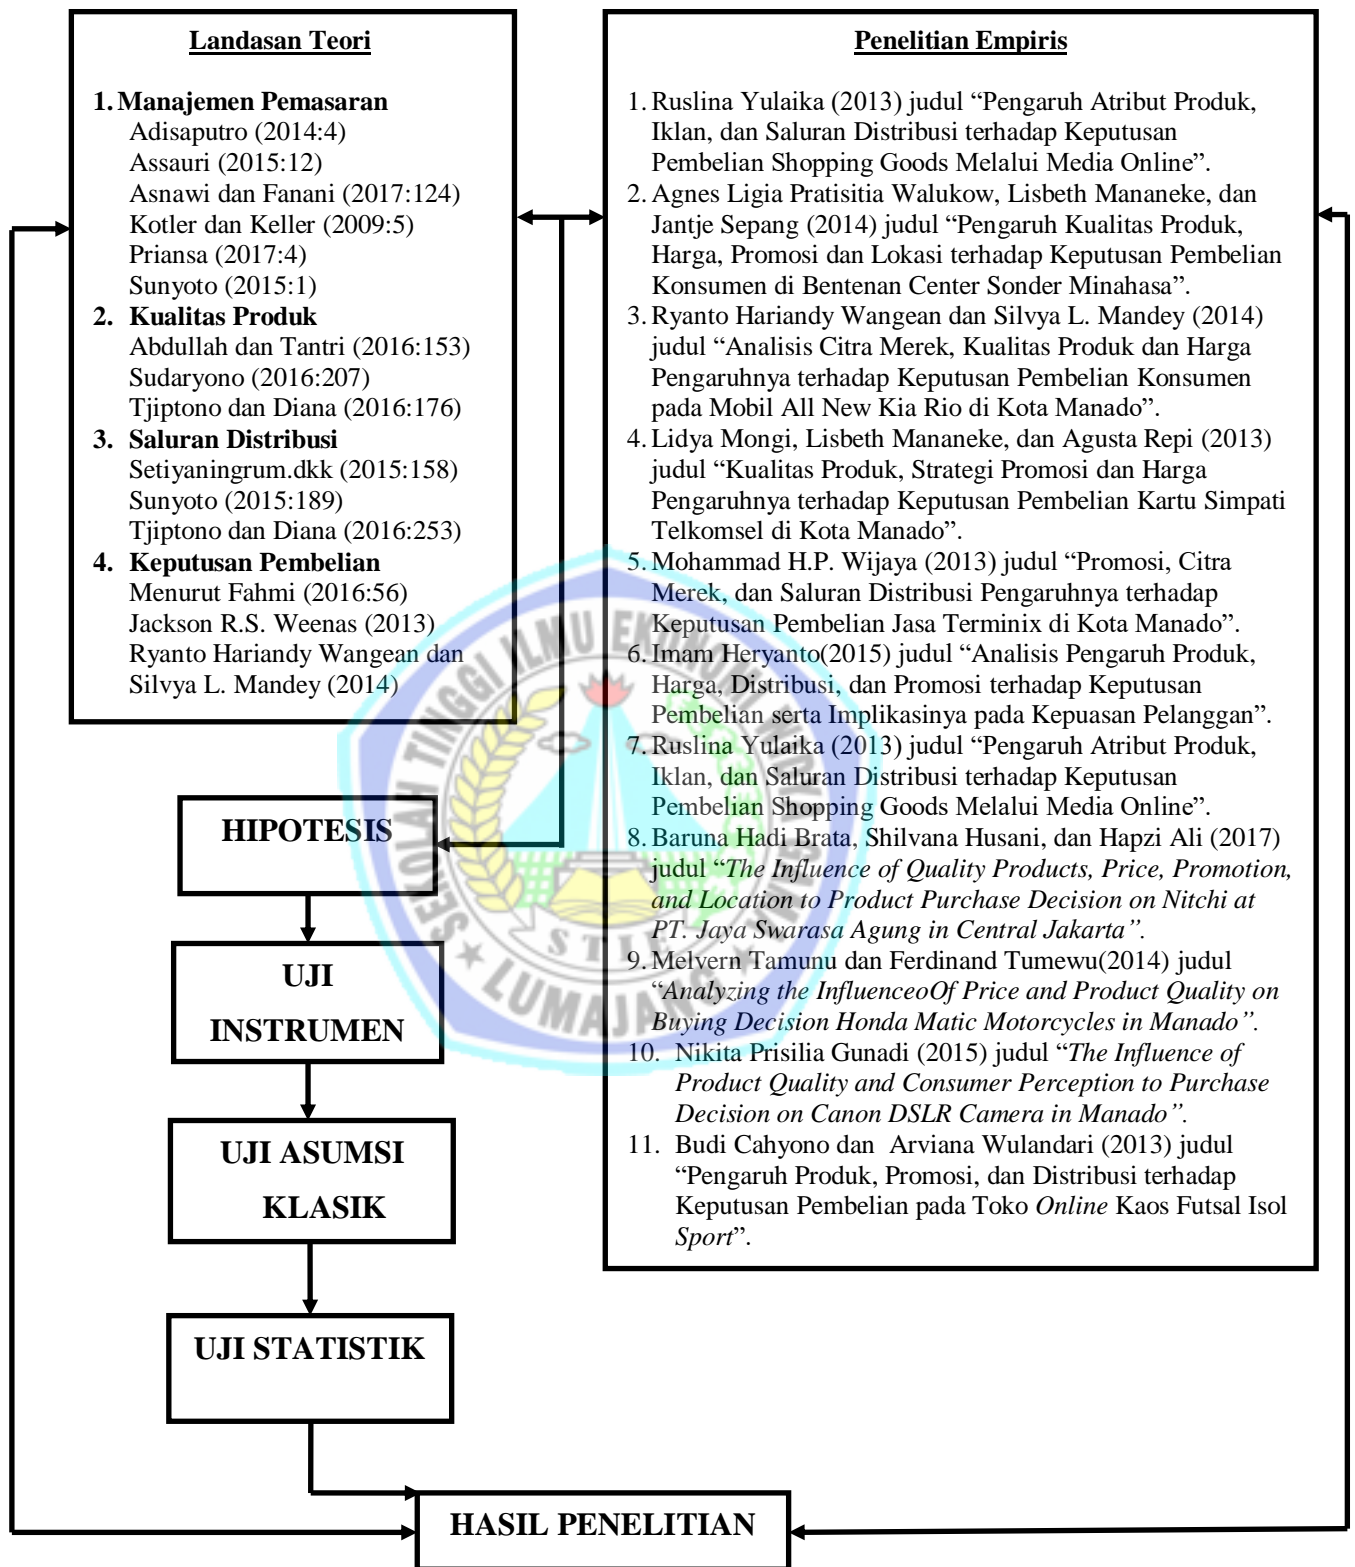 Landasan Teori
1. Manajemen Pemasaran
Adisaputro (2014:4)
Assauri (2015:12)
Asnawi dan Fanani (2017:124)
Kotler dan Keller (2009:5)
Priansa (2017:4)
Sunyoto (2015:1)
2. Kualitas Produk
Abdullah dan Tantri (2016:153)
Sudaryono (2016:207)
Tjiptono dan Diana (2016:176)
3. Saluran Distribusi
Setiyaningrum.dkk (2015:158)
Sunyoto (2015:189)
Tjiptono dan Diana (2016:253)
4. Keputusan Pembelian
Menurut Fahmi (2016:56)
Jackson R.S. Weenas (2013)
Ryanto Hariandy Wangean dan
Silvya L. Mandey (2014)
Penelitian Empiris
1. Ruslina Yulaika (2013) judul “Pengaruh Atribut Produk,
Iklan, dan Saluran Distribusi terhadap Keputusan
Pembelian Shopping Goods Melalui Media Online”.
2. Agnes Ligia Pratisitia Walukow, Lisbeth Mananeke, dan
Jantje Sepang (2014) judul “Pengaruh Kualitas Produk,
Harga, Promosi dan Lokasi terhadap Keputusan Pembelian
Konsumen di Bentenan Center Sonder Minahasa”.
3. Ryanto Hariandy Wangean dan Silvya L. Mandey (2014)
judul “Analisis Citra Merek, Kualitas Produk dan Harga
Pengaruhnya terhadap Keputusan Pembelian Konsumen
pada Mobil All New Kia Rio di Kota Manado”.
4. Lidya Mongi, Lisbeth Mananeke, dan Agusta Repi (2013)
judul “Kualitas Produk, Strategi Promosi dan Harga
Pengaruhnya terhadap Keputusan Pembelian Kartu Simpati
Telkomsel di Kota Manado”.
5. Mohammad H.P. Wijaya (2013) judul “Promosi, Citra
Merek, dan Saluran Distribusi Pengaruhnya terhadap
Keputusan Pembelian Jasa Terminix di Kota Manado”.
6. Imam Heryanto(2015) judul “Analisis Pengaruh Produk,
Harga, Distribusi, dan Promosi terhadap Keputusan
Pembelian serta Implikasinya pada Kepuasan Pelanggan”.
7. Ruslina Yulaika (2013) judul “Pengaruh Atribut Produk,
Iklan, dan Saluran Distribusi terhadap Keputusan
Pembelian Shopping Goods Melalui Media Online”.
8. Baruna Hadi Brata, Shilvana Husani, dan Hapzi Ali (2017)
judul “The Influence of Quality Products, Price, Promotion,
and Location to Product Purchase Decision on Nitchi at
PT. Jaya Swarasa Agung in Central Jakarta”.
9. Melvern Tamunu dan Ferdinand Tumewu(2014) judul
“Analyzing the InfluenceoOf Price and Product Quality on
Buying Decision Honda Matic Motorcycles in Manado”.
10. Nikita Prisilia Gunadi (2015) judul “The Influence of
Product Quality and Consumer Perception to Purchase
Decision on Canon DSLR Camera in Manado”.
11. Budi Cahyono dan Arviana Wulandari (2013) judul
“Pengaruh Produk, Promosi, dan Distribusi terhadap
Keputusan Pembelian pada Toko Online Kaos Futsal Isol
Sport”.
HIPOTESIS
UJI
INSTRUMEN
UJI ASUMSI
KLASIK
UJI STATISTIK
HASIL PENELITIAN
SEKOLAH TINGGI ILMU EKONOMI WIDYA GAMA
STIE
LUMAJANG